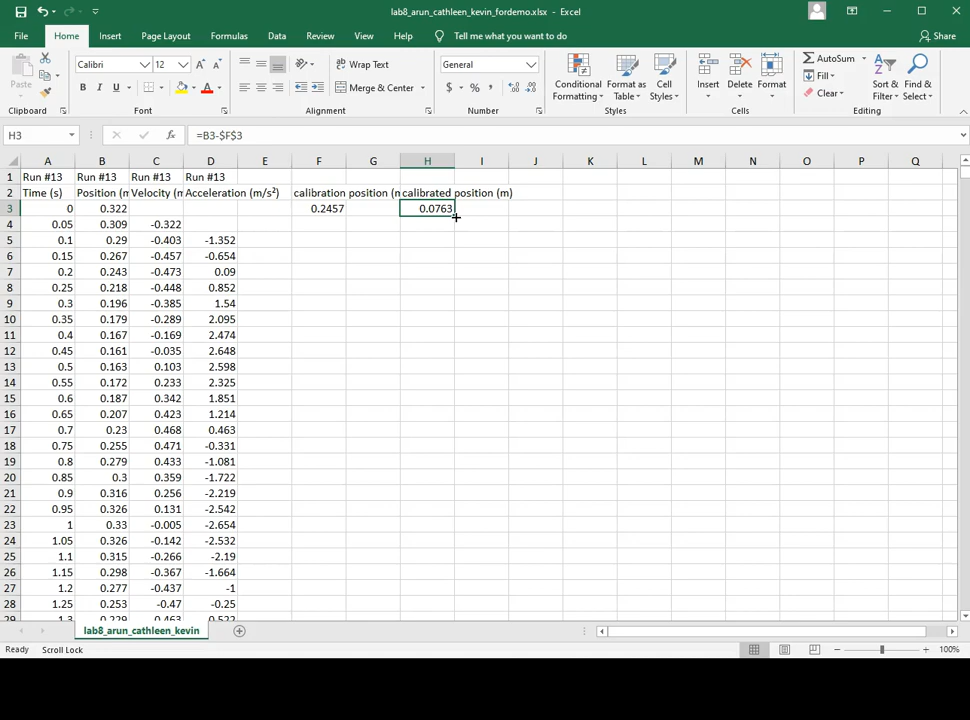 lab8_arun_cathleen_kevin_fordemo.xlsx - Excel
File Home Insert Page Layout Formulas Data Review View Help Tell me what you want to do Share
Paste Calibri 12 Wrap Text General Conditional Format as Cell Insert Delete Format AutoSum Sort & Find &
B I U A Merge & Center $ % , Formatting Table Styles Fill Clear Filter Select
Clipboard Font Alignment Number Styles Cells Editing
H3 fx =B3-$F$3
A B C D E F G H I J K L M N O P Q
1 Run #13 Run #13 Run #13 Run #13
2 Time (s) Position (m Velocity (m Acceleration (m/s²) calibration position (m calibrated position (m)
3 0 0.322 0.2457 0.0763
4 0.05 0.309 -0.322
5 0.1 0.29 -0.403 -1.352
6 0.15 0.267 -0.457 -0.654
7 0.2 0.243 -0.473 0.09
8 0.25 0.218 -0.448 0.852
9 0.3 0.196 -0.385 1.54
10 0.35 0.179 -0.289 2.095
11 0.4 0.167 -0.169 2.474
12 0.45 0.161 -0.035 2.648
13 0.5 0.163 0.103 2.598
14 0.55 0.172 0.233 2.325
15 0.6 0.187 0.342 1.851
16 0.65 0.207 0.423 1.214
17 0.7 0.23 0.468 0.463
18 0.75 0.255 0.471 -0.331
19 0.8 0.279 0.433 -1.081
20 0.85 0.3 0.359 -1.722
21 0.9 0.316 0.256 -2.219
22 0.95 0.326 0.131 -2.542
23 1 0.33 -0.005 -2.654
24 1.05 0.326 -0.142 -2.532
25 1.1 0.315 -0.266 -2.19
26 1.15 0.298 -0.367 -1.664
27 1.2 0.277 -0.437 -1
28 1.25 0.253 -0.47 -0.25
29 1.3 0.229 -0.463 0.522
lab8_arun_cathleen_kevin
Ready Scroll Lock 100%